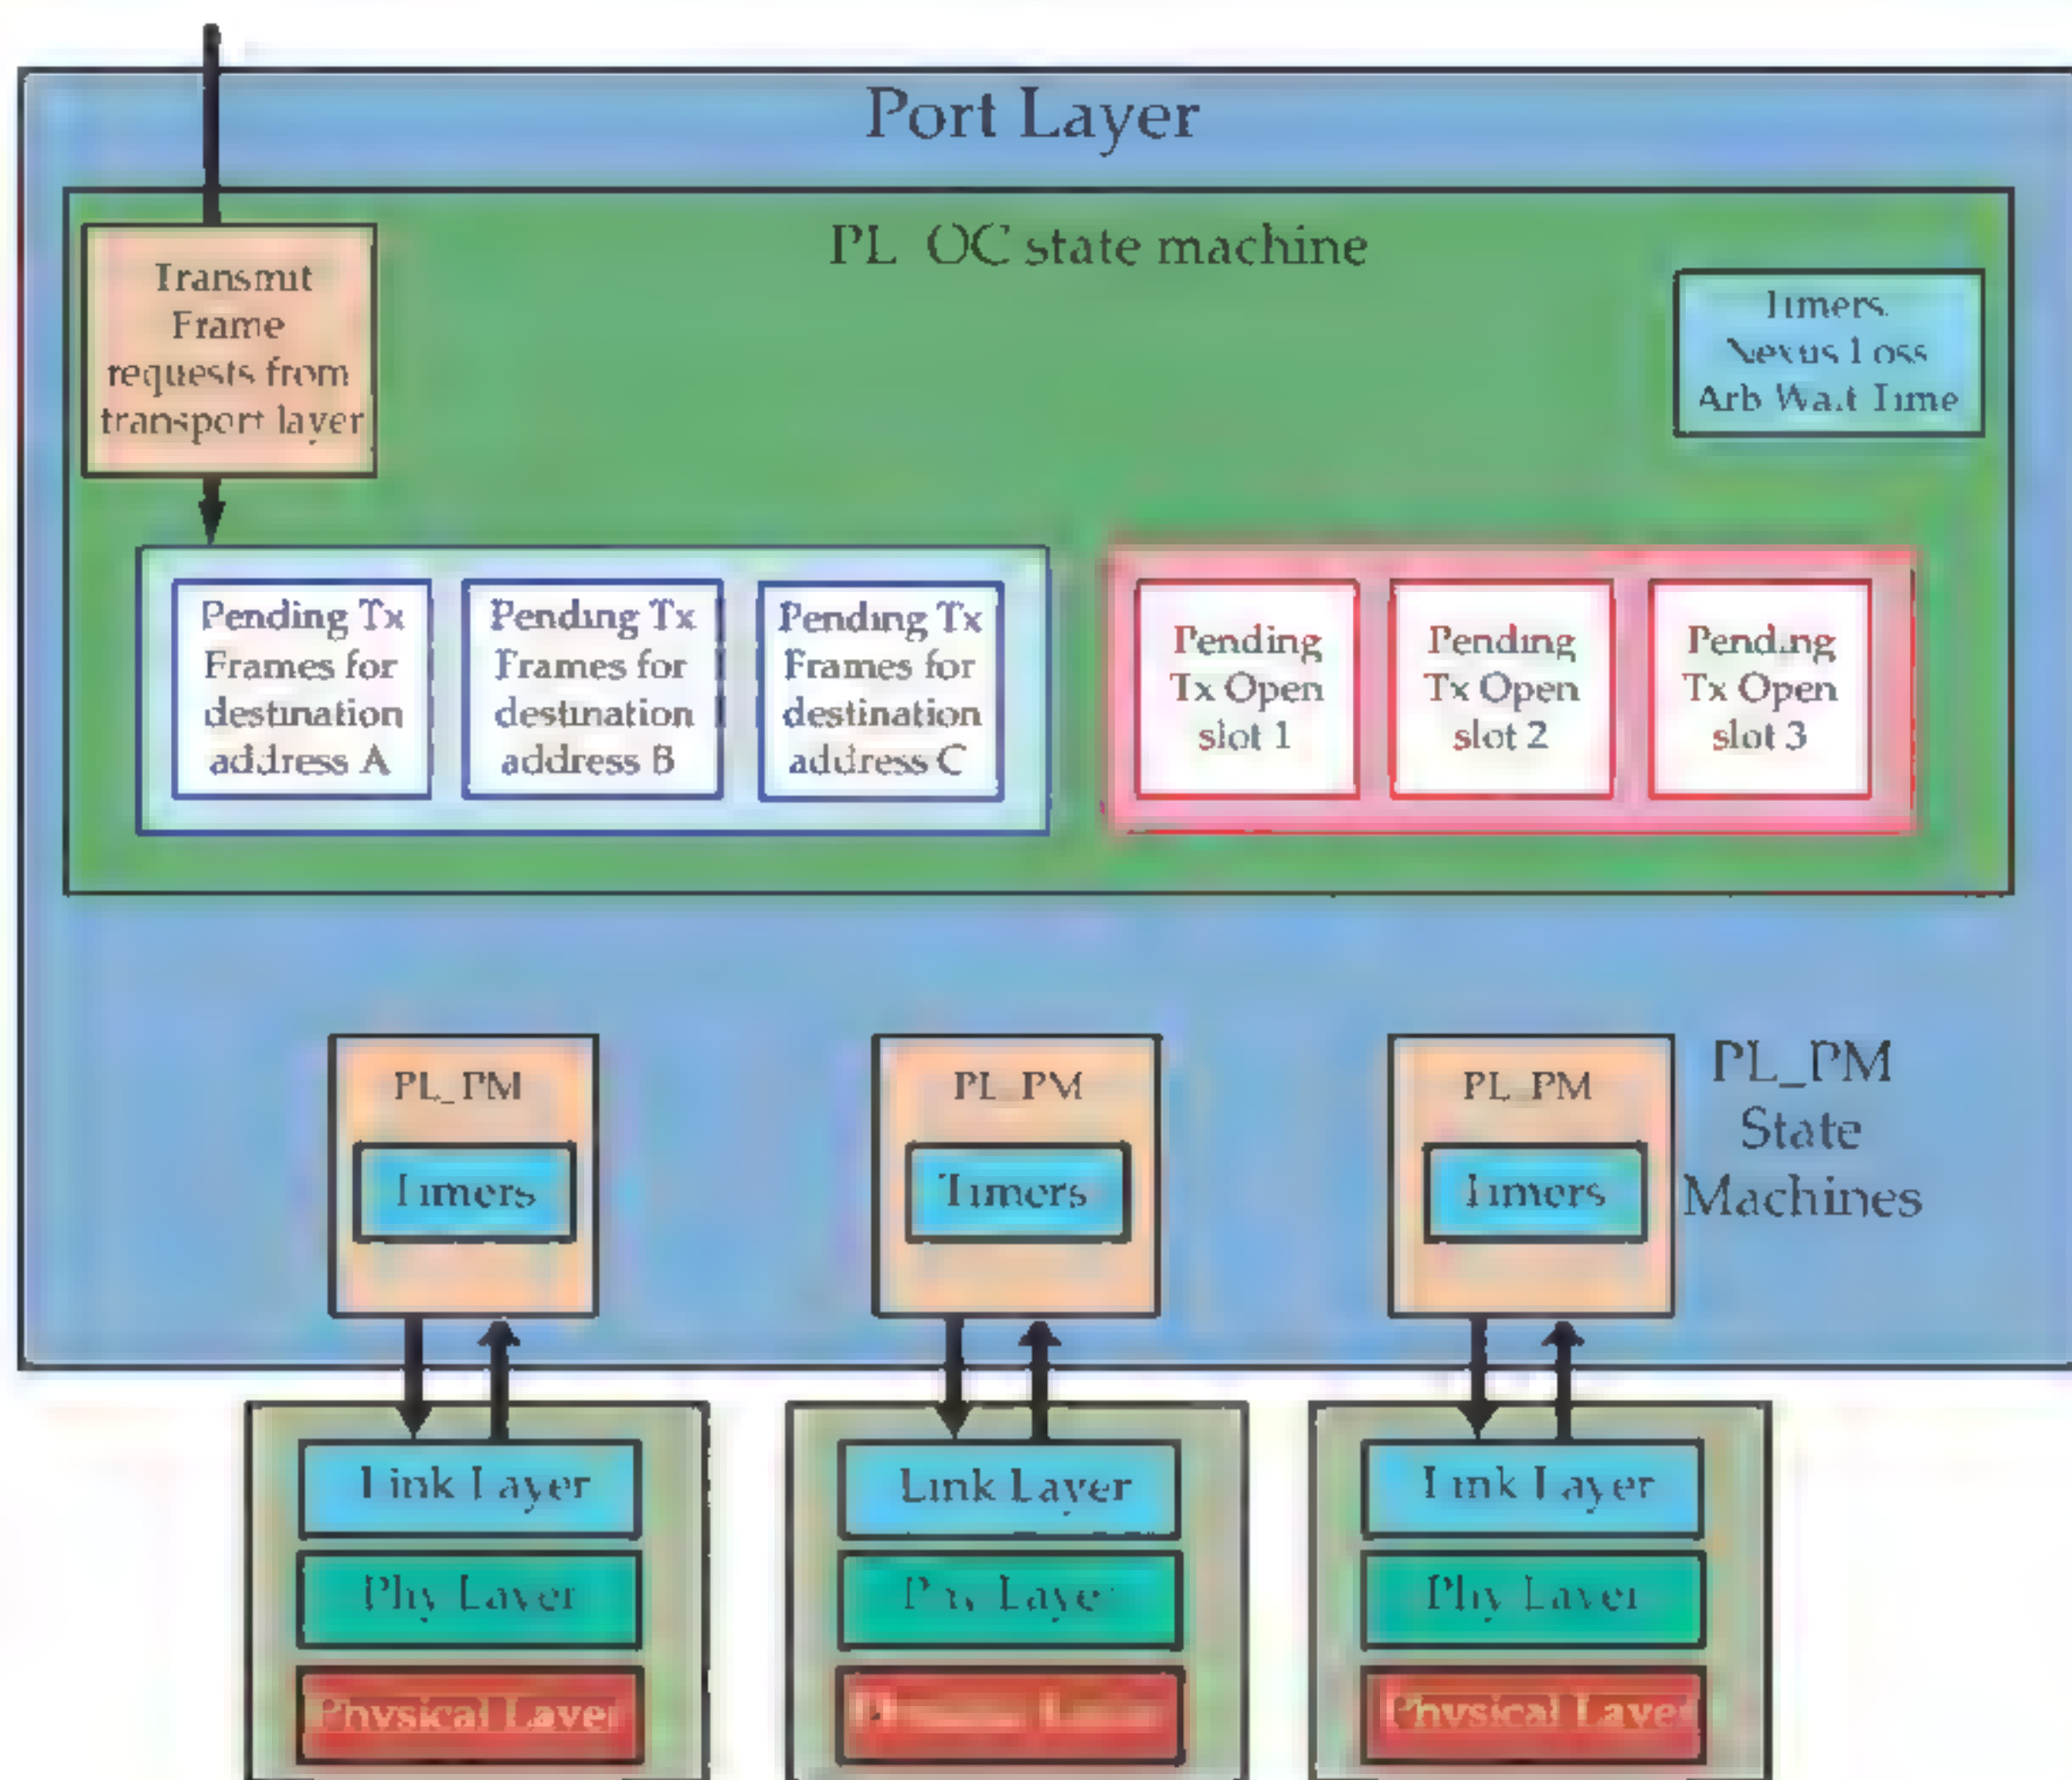 Port Layer
PL_OC state machine
Transmit
Frame
requests from
transport layer
Timers
Nexus Loss
Arb Wait Time
Pending Tx
Frames for
destination
address A
Pending Tx
Frames for
destination
address B
Pending Tx
Frames for
destination
address C
Pending
Tx Open
slot 1
Pending
Tx Open
slot 2
Pending
Tx Open
slot 3
PL_PM
Timers
PL_PM
Timers
PL_PM
Timers
PL_PM
State
Machines
Link Layer
Phy Layer
Physical Layer
Link Layer
Phy Layer
Link Layer
Phy Layer
Physical Layer